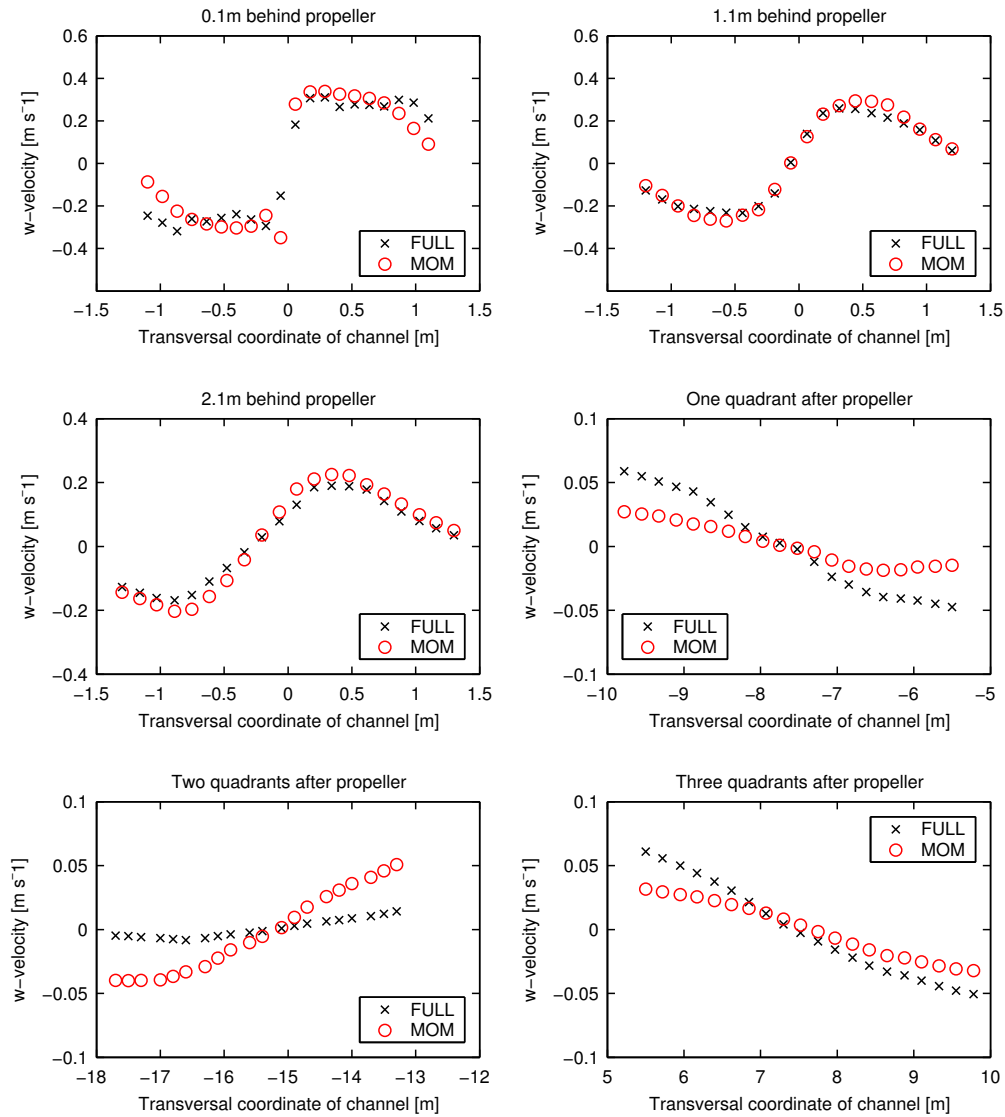 0.1m behind propeller
0.6
0.4
0.2
0
−0.2
−0.4
w−velocity [m s−1]
FULL
MOM
−1.5 −1 −0.5 0 0.5 1 1.5
Transversal coordinate of channel [m]
1.1m behind propeller
0.6
0.4
0.2
0
−0.2
−0.4
w−velocity [m s−1]
FULL
MOM
−1.5 −1 −0.5 0 0.5 1 1.5
Transversal coordinate of channel [m]
2.1m behind propeller
0.4
0.2
0
−0.2
−0.4
w−velocity [m s−1]
FULL
MOM
−1.5 −1 −0.5 0 0.5 1 1.5
Transversal coordinate of channel [m]
One quadrant after propeller
0.1
0.05
0
−0.05
−0.1
w−velocity [m s−1]
FULL
MOM
−10 −9 −8 −7 −6 −5
Transversal coordinate of channel [m]
Two quadrants after propeller
0.1
0.05
0
−0.05
−0.1
w−velocity [m s−1]
FULL
MOM
−18 −17 −16 −15 −14 −13 −12
Transversal coordinate of channel [m]
Three quadrants after propeller
0.1
0.05
0
−0.05
−0.1
w−velocity [m s−1]
FULL
MOM
5 6 7 8 9 10
Transversal coordinate of channel [m]